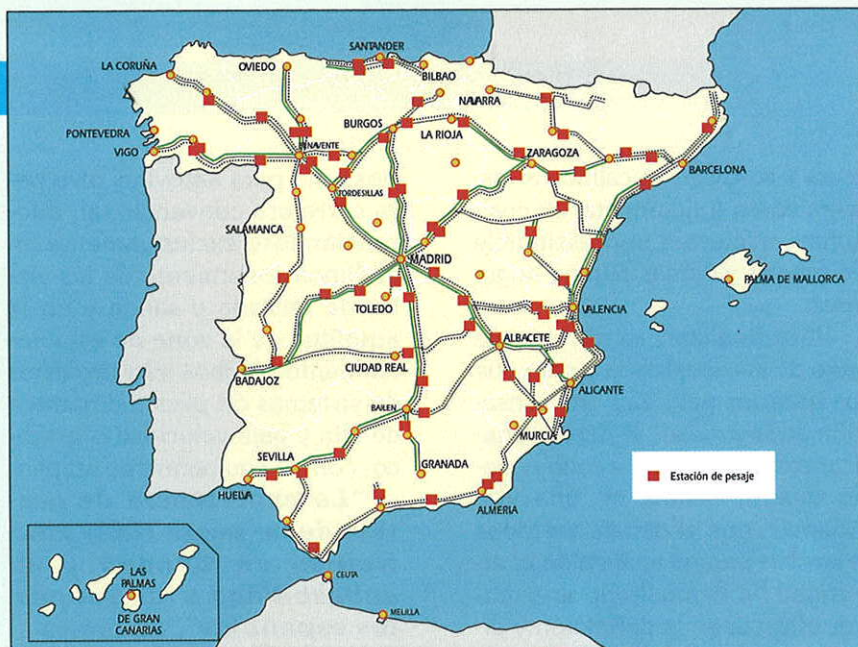 SANTANDER
LA CORUÑA
OVIEDO
BILBAO
NAVARRA
PONTEVEDRA
BURGOS
LA RIOJA
VIGO
BENAVENTE
ZARAGOZA
BARCELONA
TORDESILLAS
SALAMANCA
MADRID
PALMA DE MALLORCA
TOLEDO
VALENCIA
ALBACETE
CIUDAD REAL
BADAJOZ
ALICANTE
BAILEN
MURCIA
SEVILLA
GRANADA
Estación de pesaje
HUELVA
ALMERIA
LAS
PALMAS
DE GRAN
CANARIAS
CEUTA
MELILLA